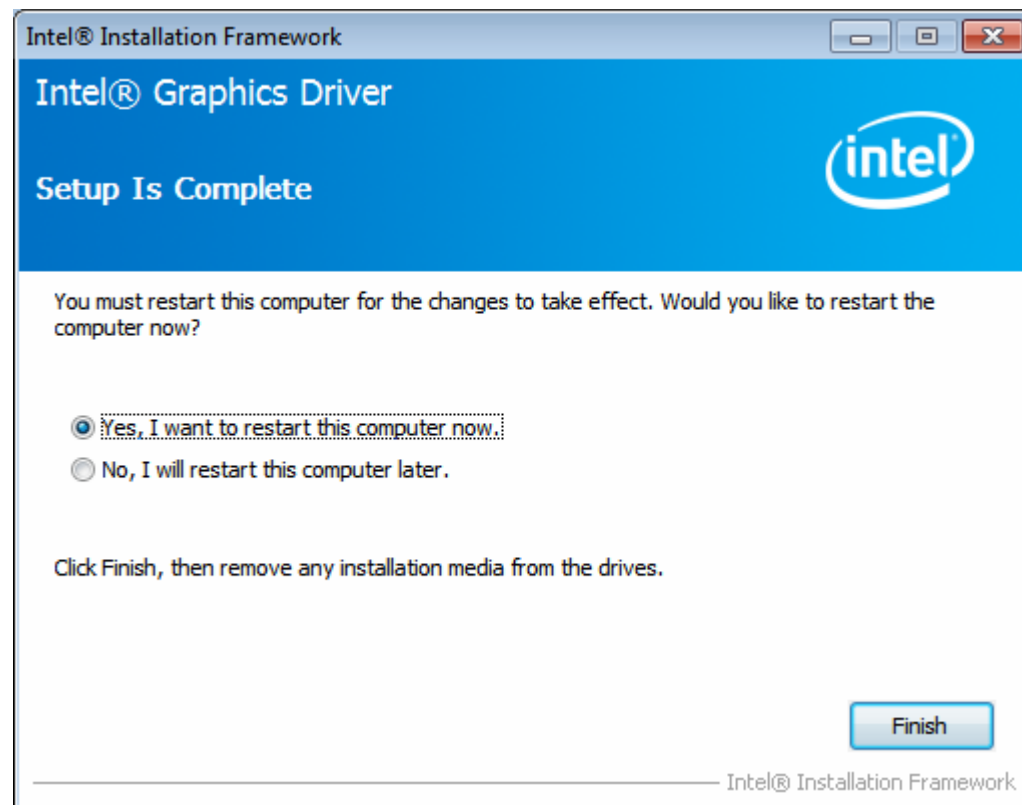 Intel® Installation Framework
Intel® Graphics Driver
intel
Setup Is Complete
You must restart this computer for the changes to take effect. Would you like to restart the
computer now?
Yes, I want to restart this computer now.
No, I will restart this computer later.
Click Finish, then remove any installation media from the drives.
Finish
Intel® Installation Framework